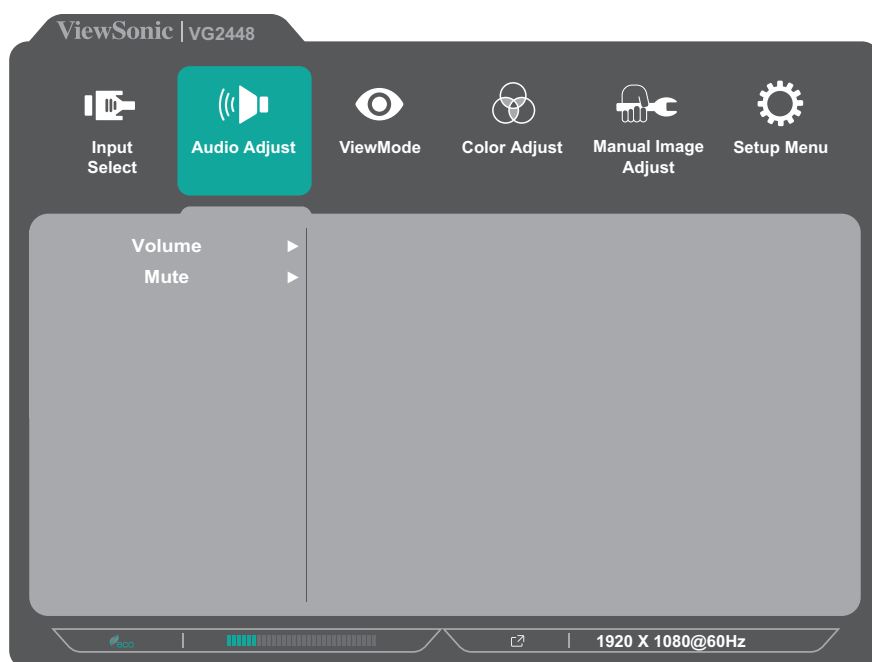 ViewSonic | VG2448
Input Select
Audio Adjust
ViewMode
Color Adjust
Manual Image Adjust
Setup Menu
Volume
Mute
eco
1920 X 1080@60Hz